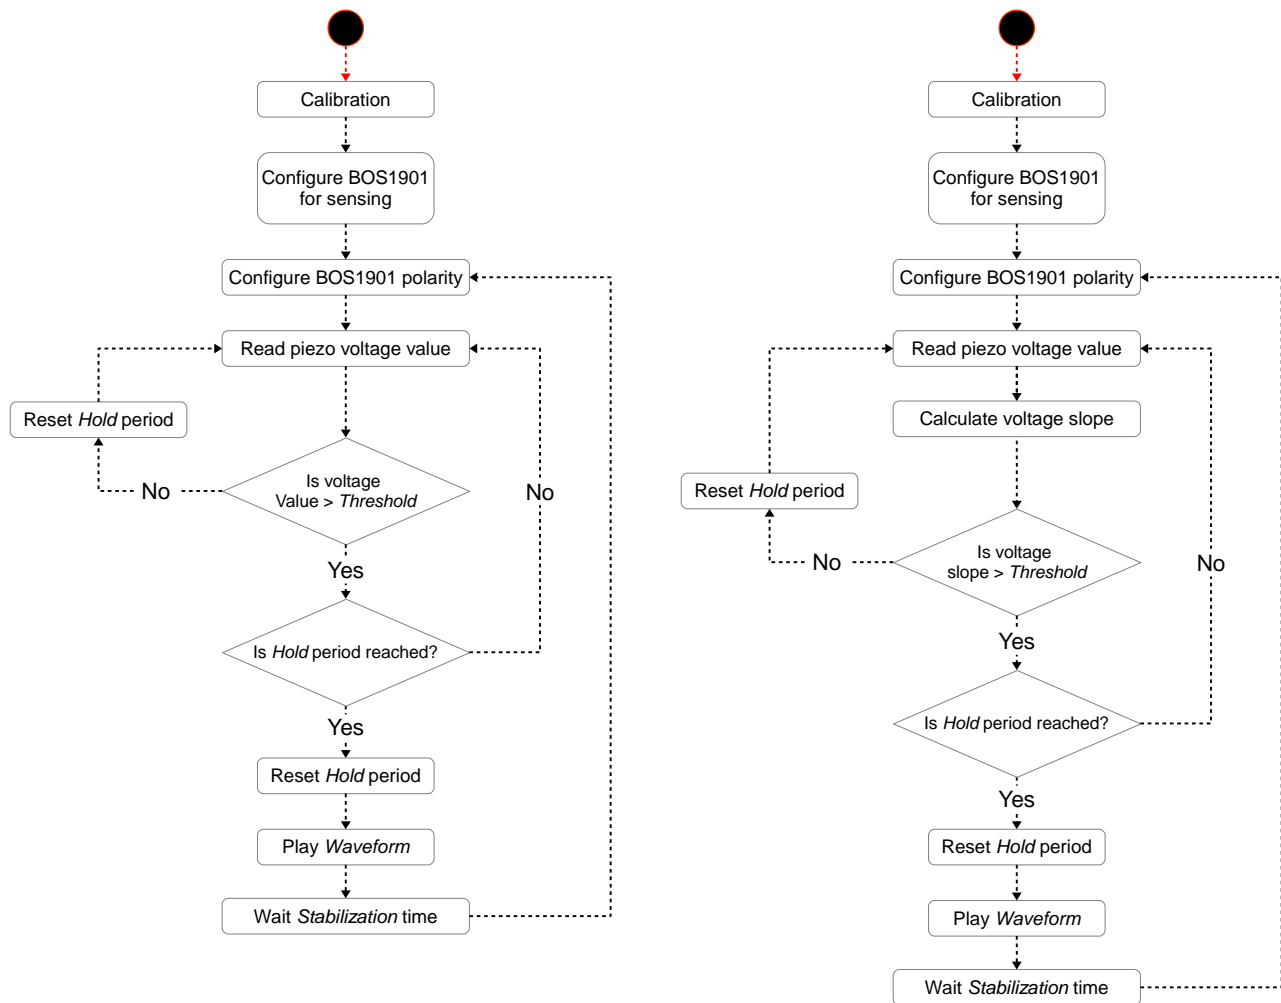 Calibration
Configure BOS1901
for sensing
Configure BOS1901 polarity
Read piezo voltage value
Reset Hold period
No
Is voltage
Value > Threshold
No
Yes
Is Hold period reached?
Yes
Reset Hold period
Play Waveform
Wait Stabilization time
Calibration
Configure BOS1901
for sensing
Configure BOS1901 polarity
Read piezo voltage value
Calculate voltage slope
Reset Hold period
No
Is voltage
slope > Threshold
No
Yes
Is Hold period reached?
Yes
Reset Hold period
Play Waveform
Wait Stabilization time